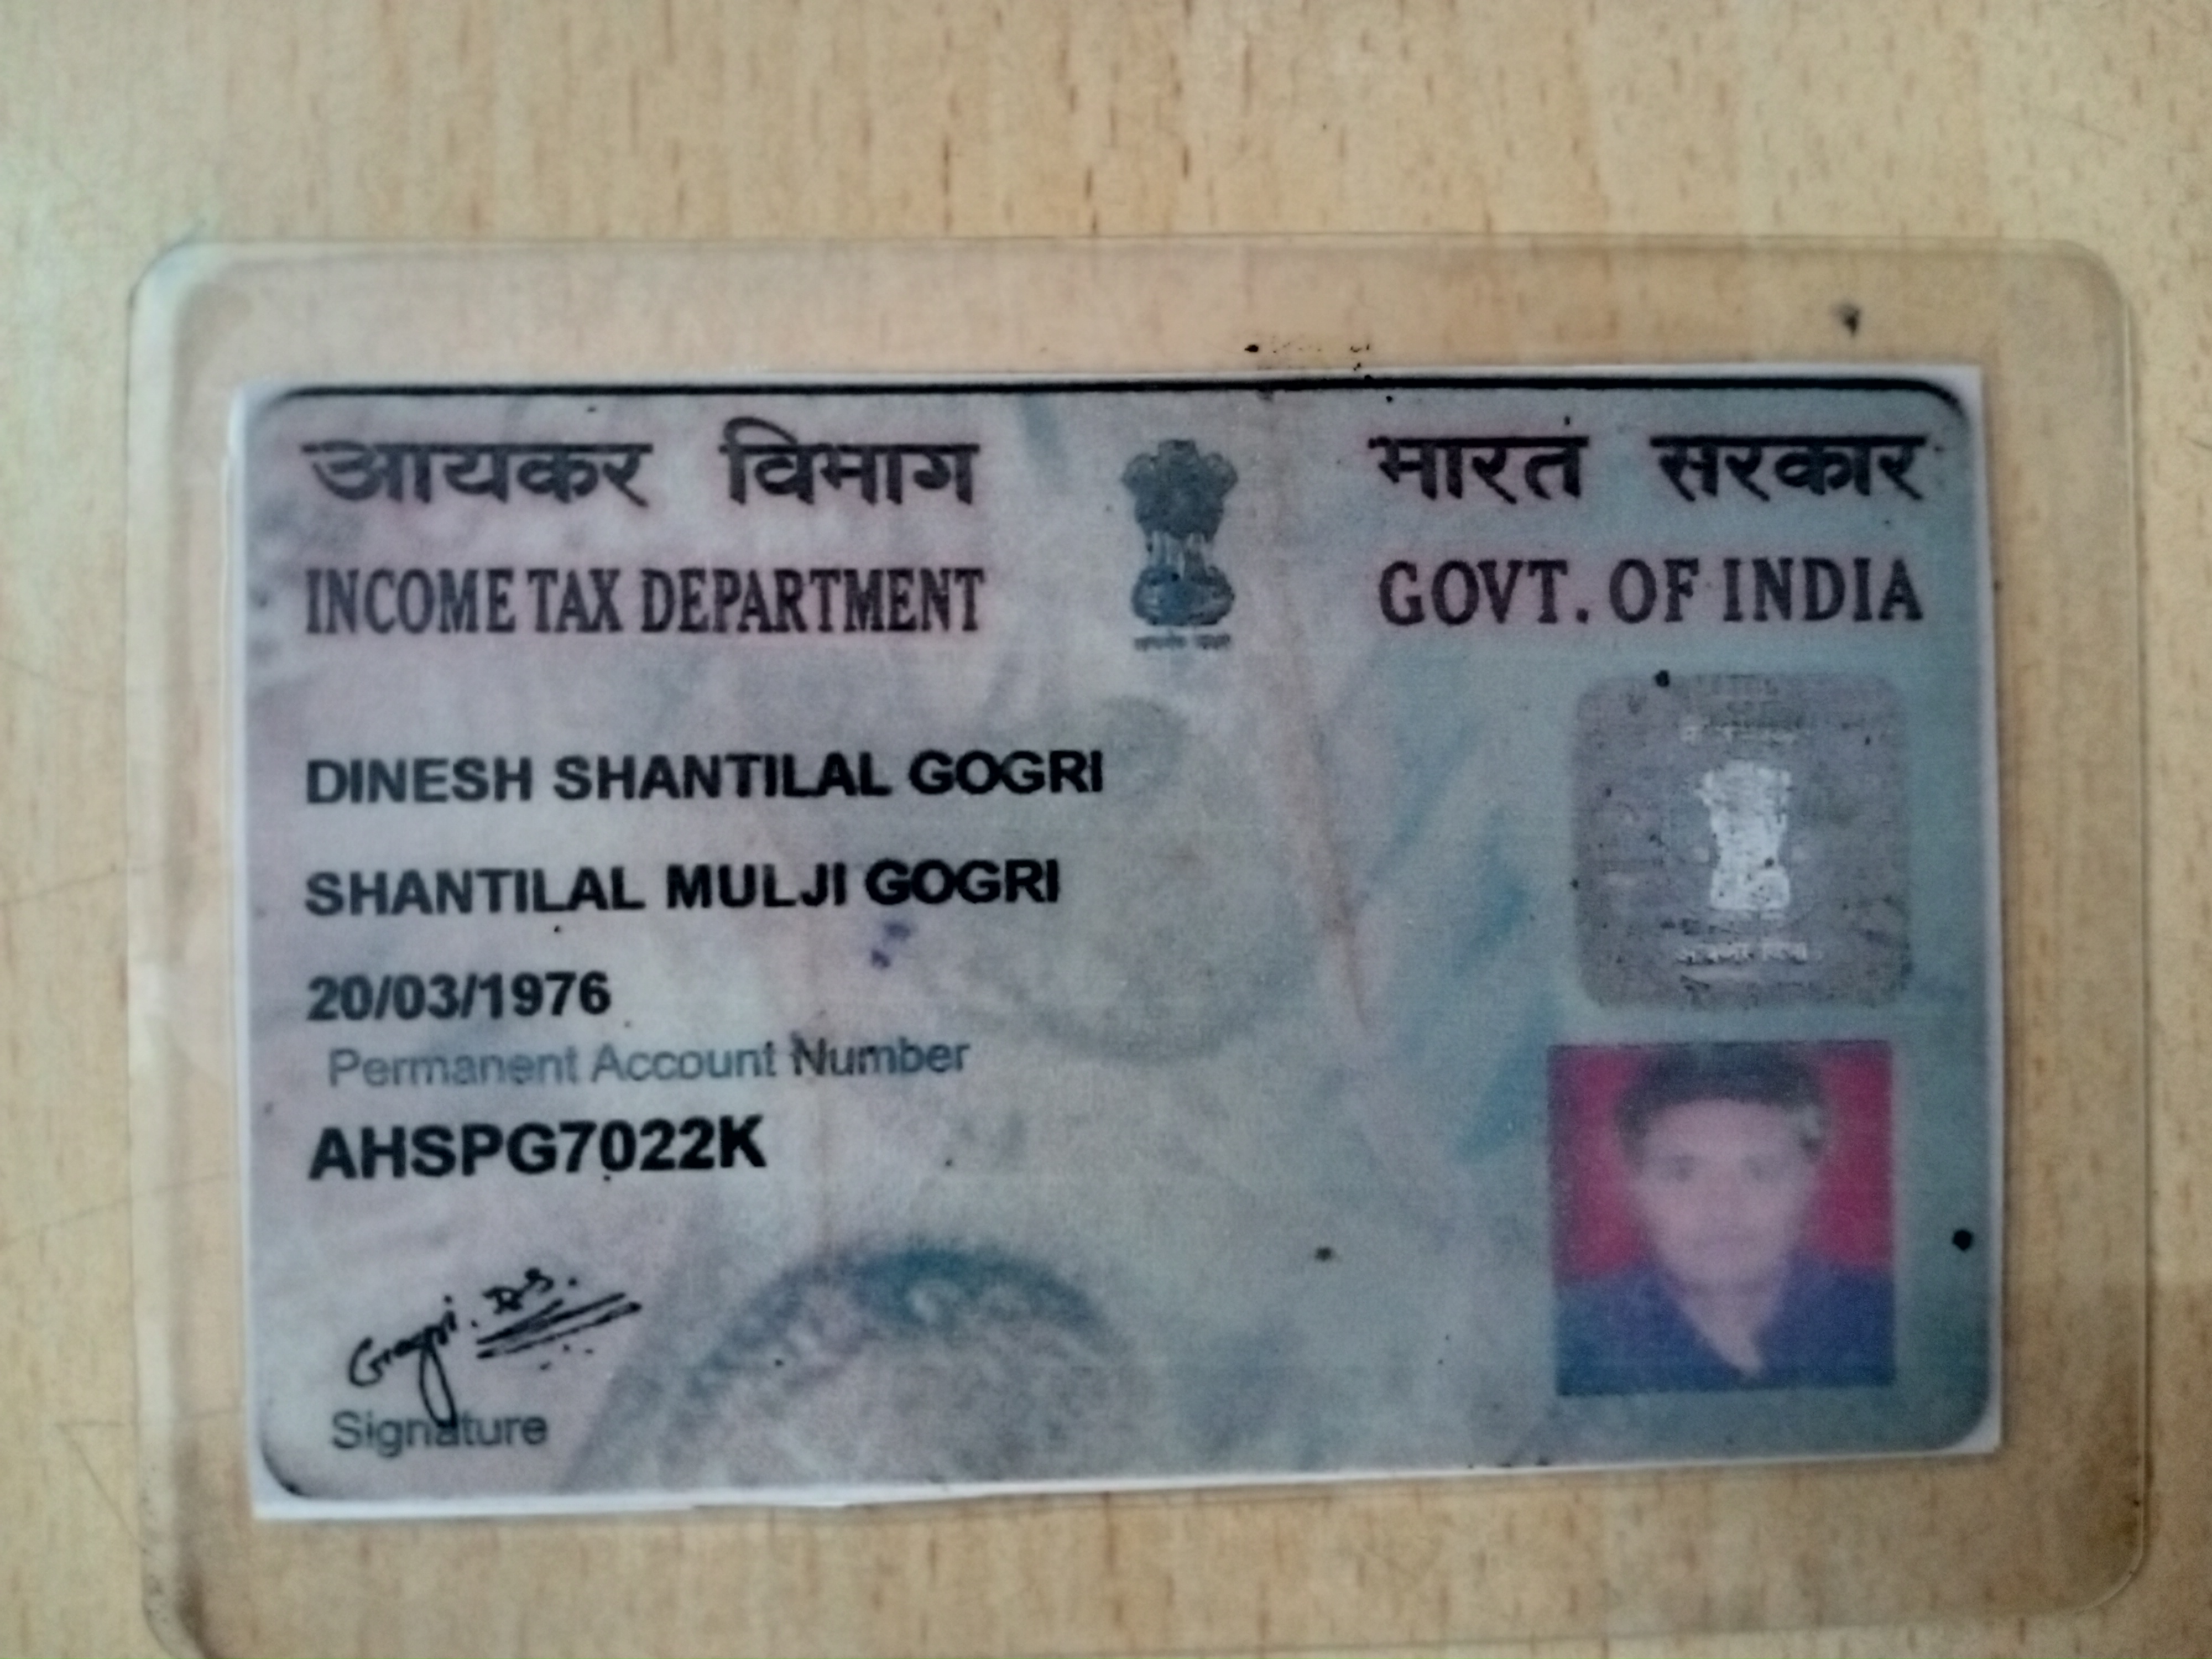 आयकर विभाग
INCOME TAX DEPARTMENT
भारत सरकार
GOVT. OF INDIA
DINESH SHANTILAL GOGRI
SHANTILAL MULJI GOGRI
20/03/1976
Permanent Account Number
AHSPG7022K
Gogri. D.S.
Signature